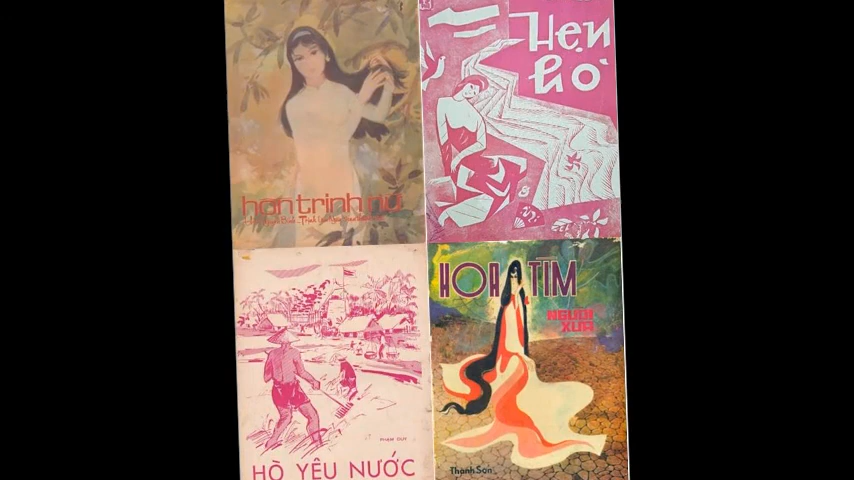 hồn trinh nữ
Hẹn
hò
PHẠM DUY
HÒ YÊU NƯỚC
HOA TÍM
NGƯỜI
XƯA
Thanh Sơn